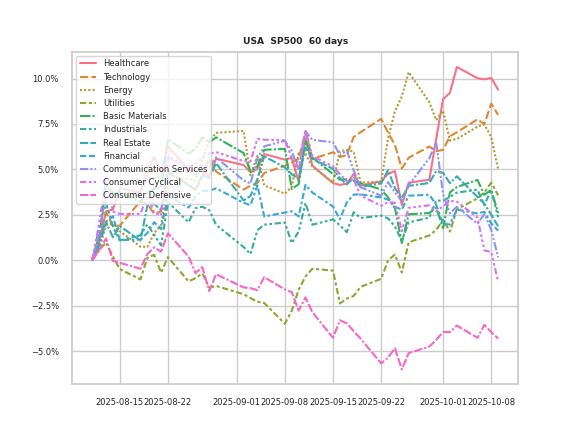 USA  SP500  60 days
Healthcare
Technology
Energy
Utilities
Basic Materials
Industrials
Real Estate
Financial
Communication Services
Consumer Cyclical
Consumer Defensive
10.0%
7.5%
5.0%
2.5%
0.0%
−2.5%
−5.0%
2025-08-15 2025-08-22 2025-09-01 2025-09-08 2025-09-15 2025-09-22 2025-10-01 2025-10-08